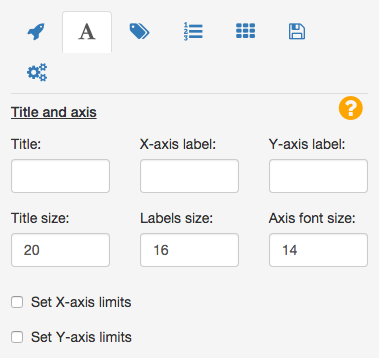 A
Title and axis
?
Title: X-axis label: Y-axis label:
Title size: Labels size: Axis font size:
20 16 14
Set X-axis limits
Set Y-axis limits